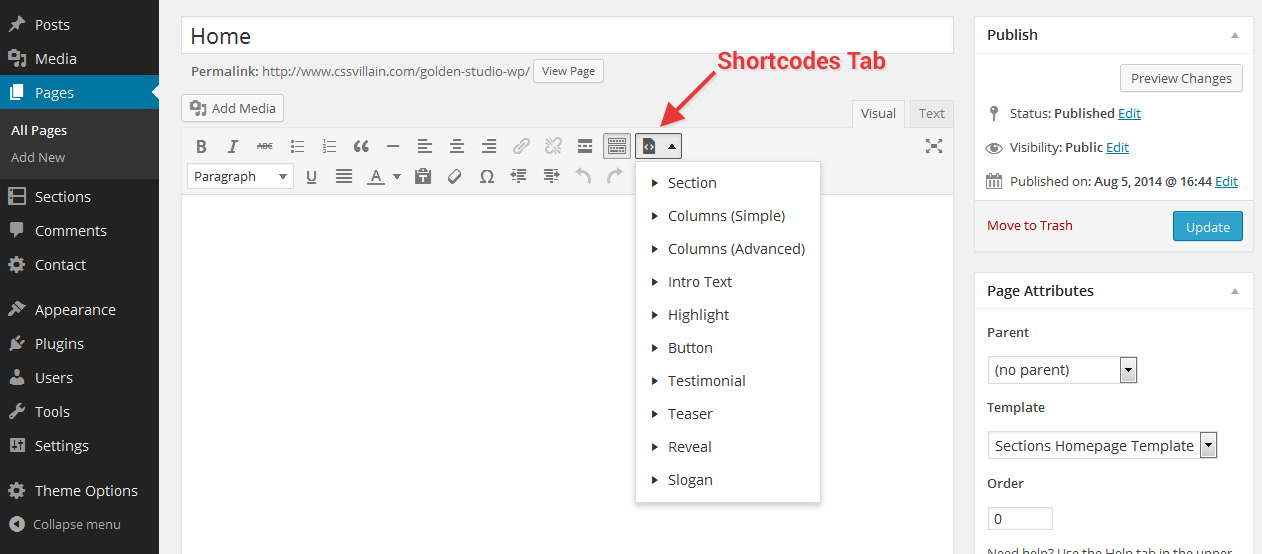 Posts
Media
Pages
All Pages
Add New
Sections
Comments
Contact
Appearance
Plugins
Users
Tools
Settings
Theme Options
Collapse menu
Home
Permalink: http://www.cssvillain.com/golden-studio-wp/ View Page
Shortcodes Tab
Add Media
Visual Text
B I ABC
Paragraph U A T Ω
Section
Columns (Simple)
Columns (Advanced)
Intro Text
Highlight
Button
Testimonial
Teaser
Reveal
Slogan
Publish
Preview Changes
Status: Published Edit
Visibility: Public Edit
Published on: Aug 5, 2014 @ 16:44 Edit
Move to Trash Update
Page Attributes
Parent
(no parent)
Template
Sections Homepage Template
Order
0
Need help? Use the Help tab in the upper